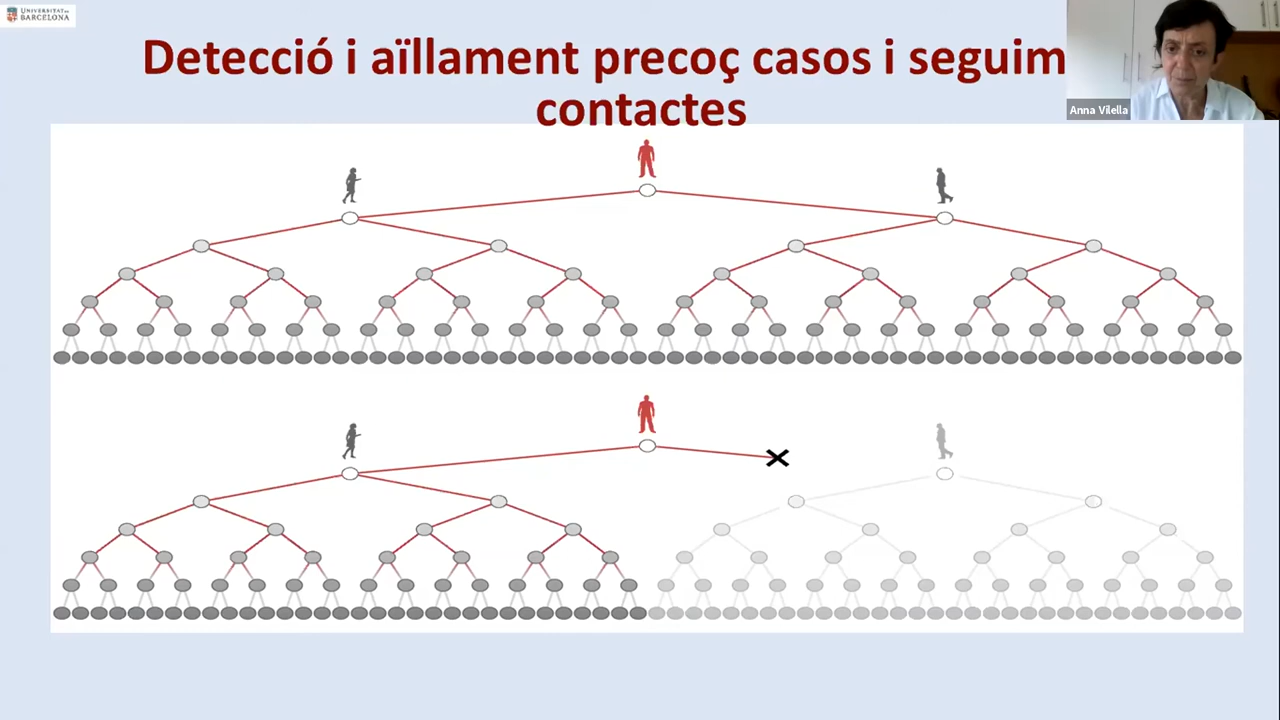 UNIVERSITAT DE
BARCELONA
Detecció i aïllament precoç casos i seguim
contactes
Anna Vilella